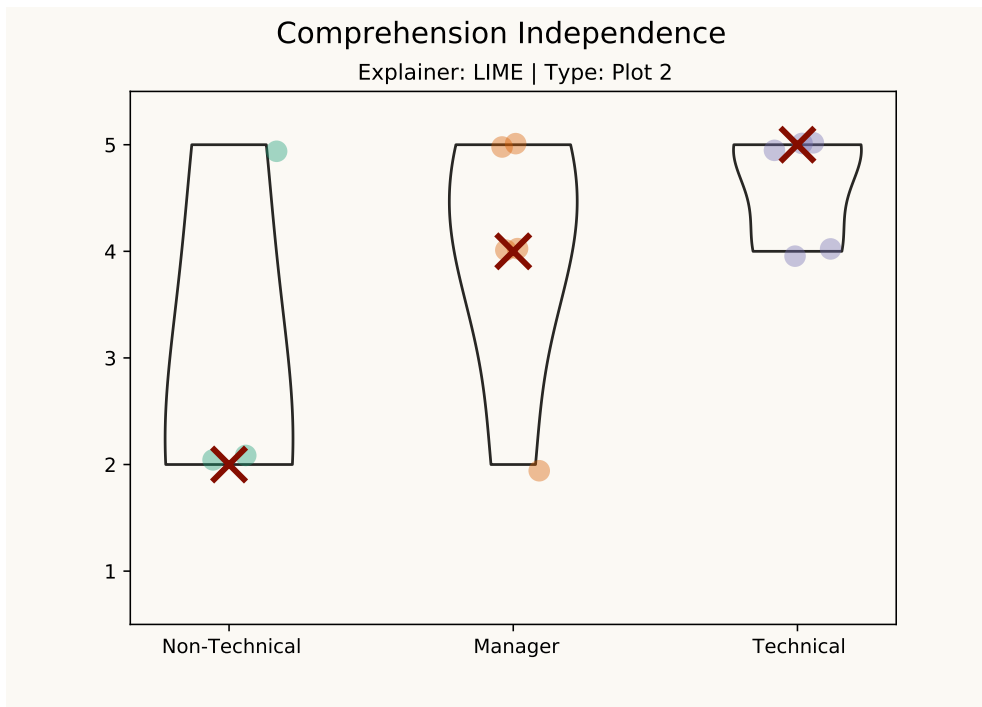 Comprehension Independence
Explainer: LIME | Type: Plot 2
5
4
3
2
1
Non-Technical
Manager
Technical